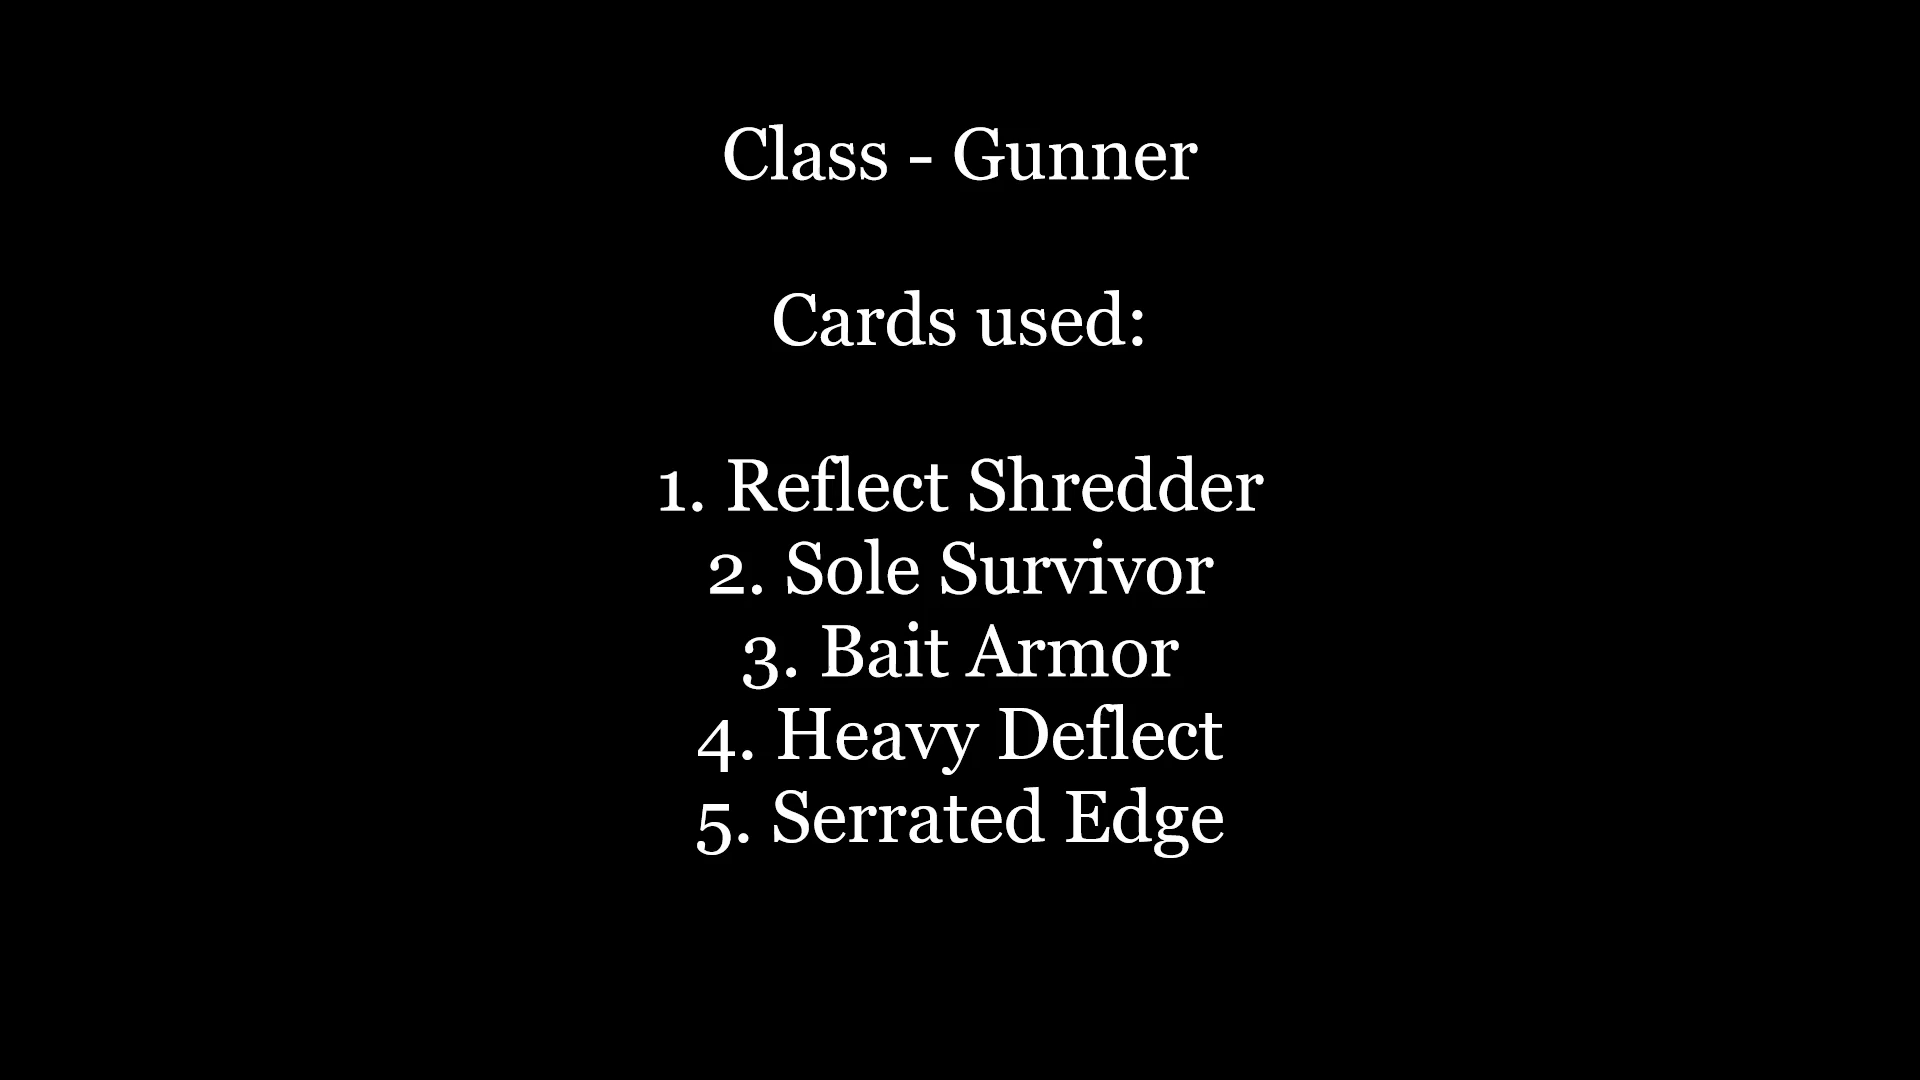 Class - Gunner
Cards used:
1. Reflect Shredder
2. Sole Survivor
3. Bait Armor
4. Heavy Deflect
5. Serrated Edge